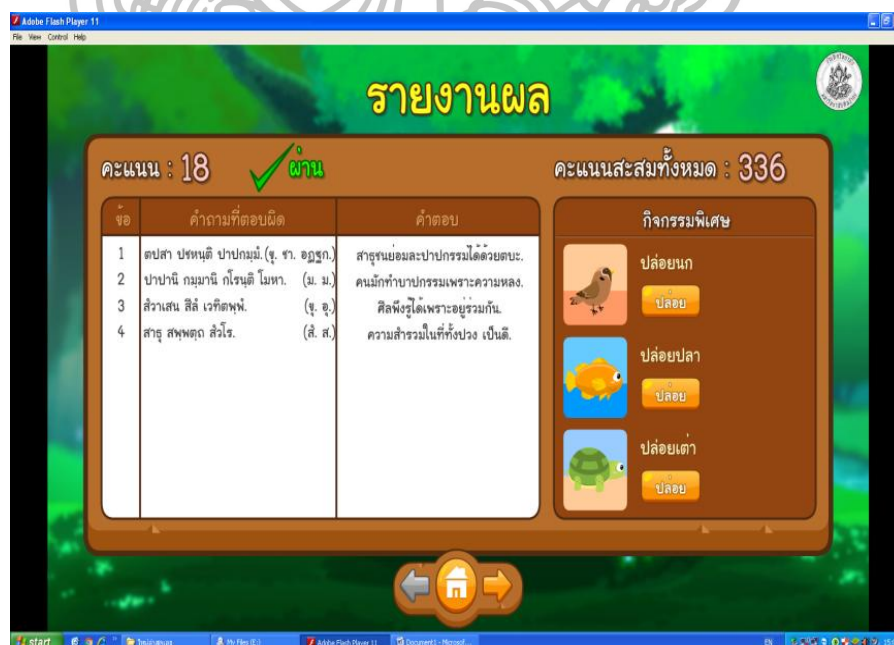 Adobe Flash Player 11
File View Control Help
รายงานผล
คะแนน : 18 ผ่าน
คะแนนสะสมทั้งหมด : 336
ข้อ คำถามที่ตอบผิด คำตอบ
1 ตปสา ปชหนฺติ ปาปกมฺมํ. (ขุ. ชา. อฏฺฐก.) สาธุชนย่อมละบาปกรรมได้ด้วยตบะ.
2 ปาปานิ กมฺมานิ กโรนฺติ โมหา. (ม. ม.) คนมักทำบาปกรรมเพราะความหลง.
3 สํวาเสน สีลํ เวทิตพฺพํ. (ขุ. อุ.) ศีลพึงรู้ได้เพราะอยู่ร่วมกัน.
4 สาธุ สพฺพตฺถ สํวโร. (สํ. ส.) ความสำรวมในที่ทั้งปวง เป็นดี.
กิจกรรมพิเศษ
ปล่อยนก
ปล่อย
ปล่อยปลา
ปล่อย
ปล่อยเต่า
ปล่อย
start My Files (E:) Adobe Flash Player 11 Document1 - Microsof... EN